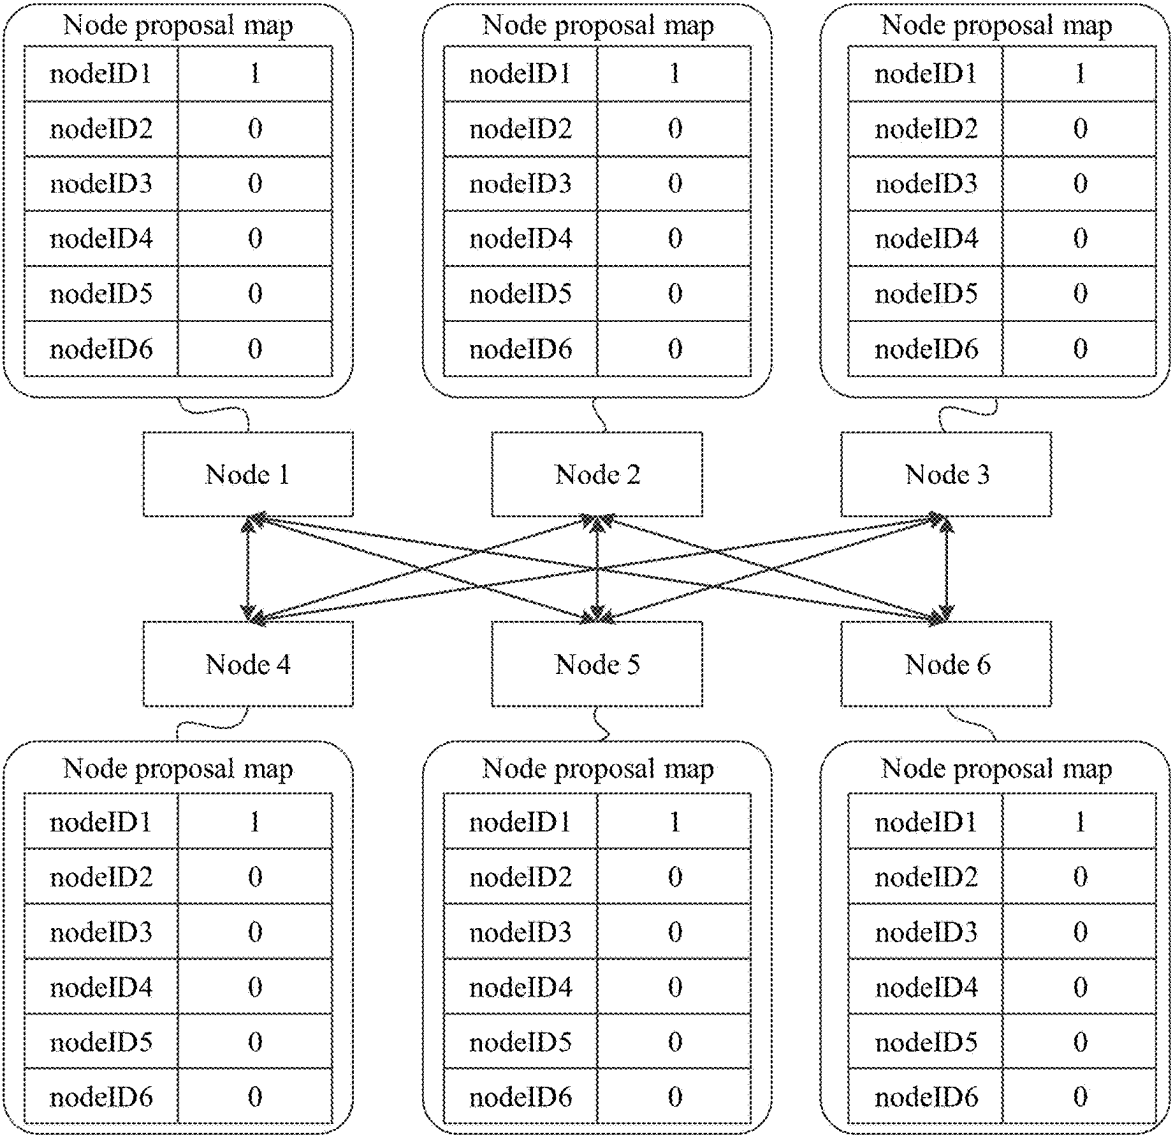 Node proposal map
nodeID1 1
nodeID2 0
nodeID3 0
nodeID4 0
nodeID5 0
nodeID6 0
Node proposal map
nodeID1 1
nodeID2 0
nodeID3 0
nodeID4 0
nodeID5 0
nodeID6 0
Node proposal map
nodeID1 1
nodeID2 0
nodeID3 0
nodeID4 0
nodeID5 0
nodeID6 0
Node 1
Node 2
Node 3
Node 4
Node 5
Node 6
Node proposal map
nodeID1 1
nodeID2 0
nodeID3 0
nodeID4 0
nodeID5 0
nodeID6 0
Node proposal map
nodeID1 1
nodeID2 0
nodeID3 0
nodeID4 0
nodeID5 0
nodeID6 0
Node proposal map
nodeID1 1
nodeID2 0
nodeID3 0
nodeID4 0
nodeID5 0
nodeID6 0